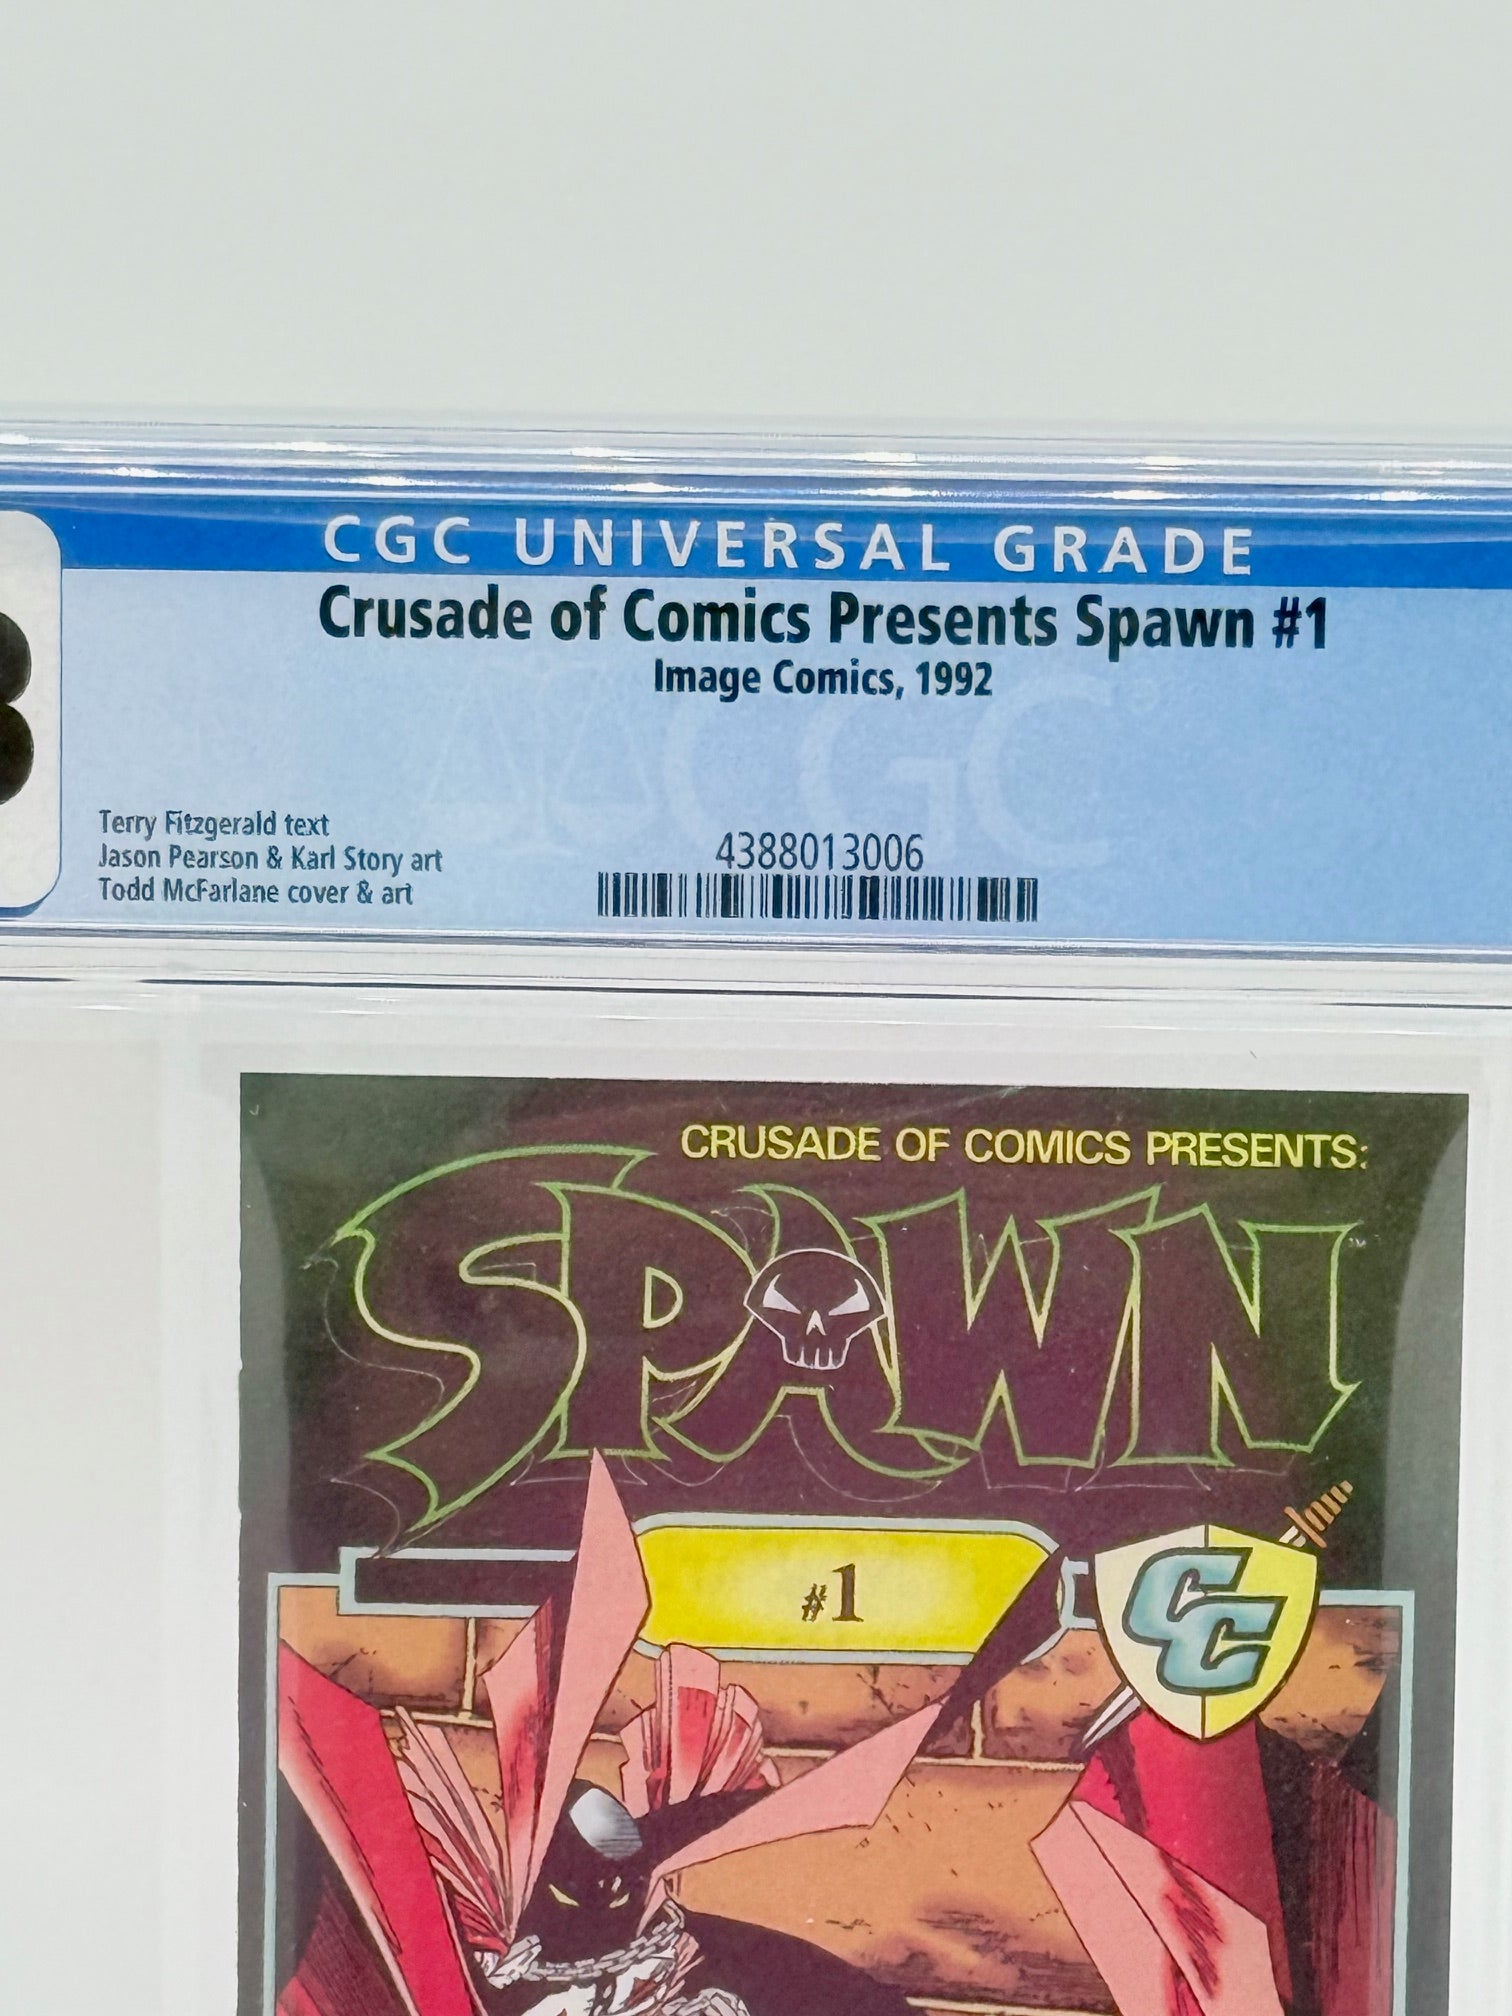 CGC UNIVERSAL GRADE
Crusade of Comics Presents Spawn #1
Image Comics, 1992
CGC
Terry Fitzgerald text
Jason Pearson & Karl Story art
Todd McFarlane cover & art
4388013006
CRUSADE OF COMICS PRESENTS:
SPAWN
#1
CC